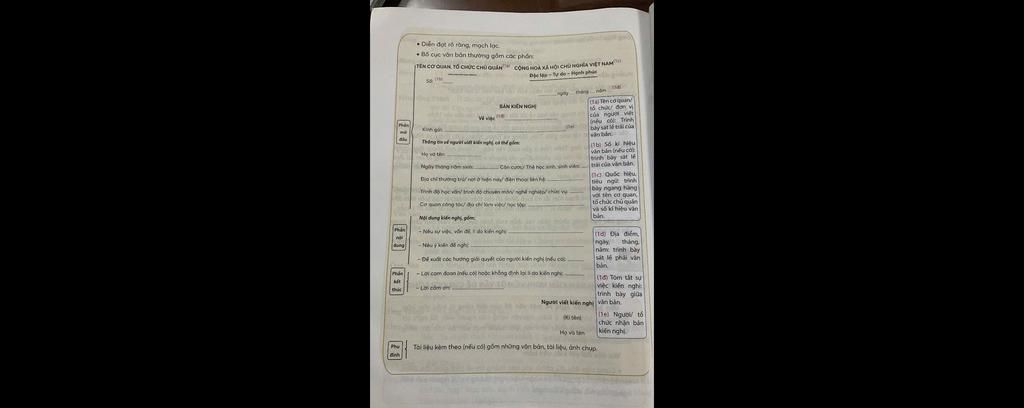 • Diễn đạt rõ ràng, mạch lạc.
• Bố cục văn bản thường gồm các phần:
TÊN CƠ QUAN, TỔ CHỨC CHỦ QUẢN (1a) CỘNG HOÀ XÃ HỘI CHỦ NGHĨA VIỆT NAM (1c)
Độc lập – Tự do – Hạnh phúc
Số: (1b)
ngày ... tháng ... năm ... (1d)
BẢN KIẾN NGHỊ
Về việc (1đ)
Kính gửi: (1e)
Thông tin về người viết kiến nghị, có thể gồm:
Họ và tên:
Ngày tháng năm sinh: Căn cước/ Thẻ học sinh, sinh viên:
Địa chỉ thường trú/ nơi ở hiện nay/ điện thoại liên hệ:
Trình độ học vấn/ trình độ chuyên môn/ nghề nghiệp/ chức vụ:
Cơ quan công tác/ địa chỉ làm việc/ học tập:
Phần
mở
đầu
Nội dung kiến nghị, gồm:
– Nêu sự việc, vấn đề, lí do kiến nghị:
– Nêu ý kiến đề nghị:
– Đề xuất các hướng giải quyết của người kiến nghị (nếu có):
Phần
nội
dung
– Lời cam đoan (nếu có) hoặc khẳng định lại lí do kiến nghị:
– Lời cảm ơn:
Phần
kết
thúc
Người viết kiến nghị
(Kí tên)
Họ và tên
(1a) Tên cơ quan/
tổ chức/ đơn vị
của người viết
(nếu có): Trình
bày sát lề trái của
văn bản.
(1b) Số kí hiệu
văn bản (nếu có):
trình bày sát lề
trái của văn bản.
(1c) Quốc hiệu,
tiêu ngữ: trình
bày ngang hàng
với tên cơ quan,
tổ chức chủ quản
và số kí hiệu văn
bản.
(1d) Địa điểm,
ngày, tháng,
năm: trình bày
sát lề phải văn
bản.
(1đ) Tóm tắt sự
việc kiến nghị:
trình bày giữa
văn bản.
(1e) Người/ tổ
chức nhận bản
kiến nghị.
Phụ
đính
Tài liệu kèm theo (nếu có) gồm những văn bản, tài liệu, ảnh chụp.